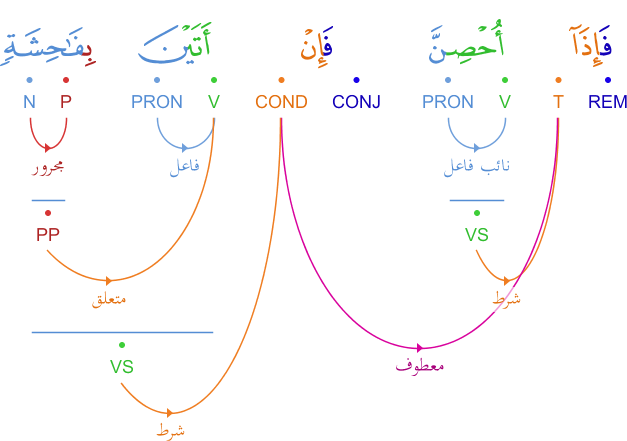 فَإِذَآ أُحْصِنَّ فَإِنْ أَتَيْنَ بِفَـٰحِشَةٍ
REM T V PRON CONJ COND V PRON P N
نائب فاعل فاعل مجرور
PP VS
متعلق شرط
VS معطوف
شرط